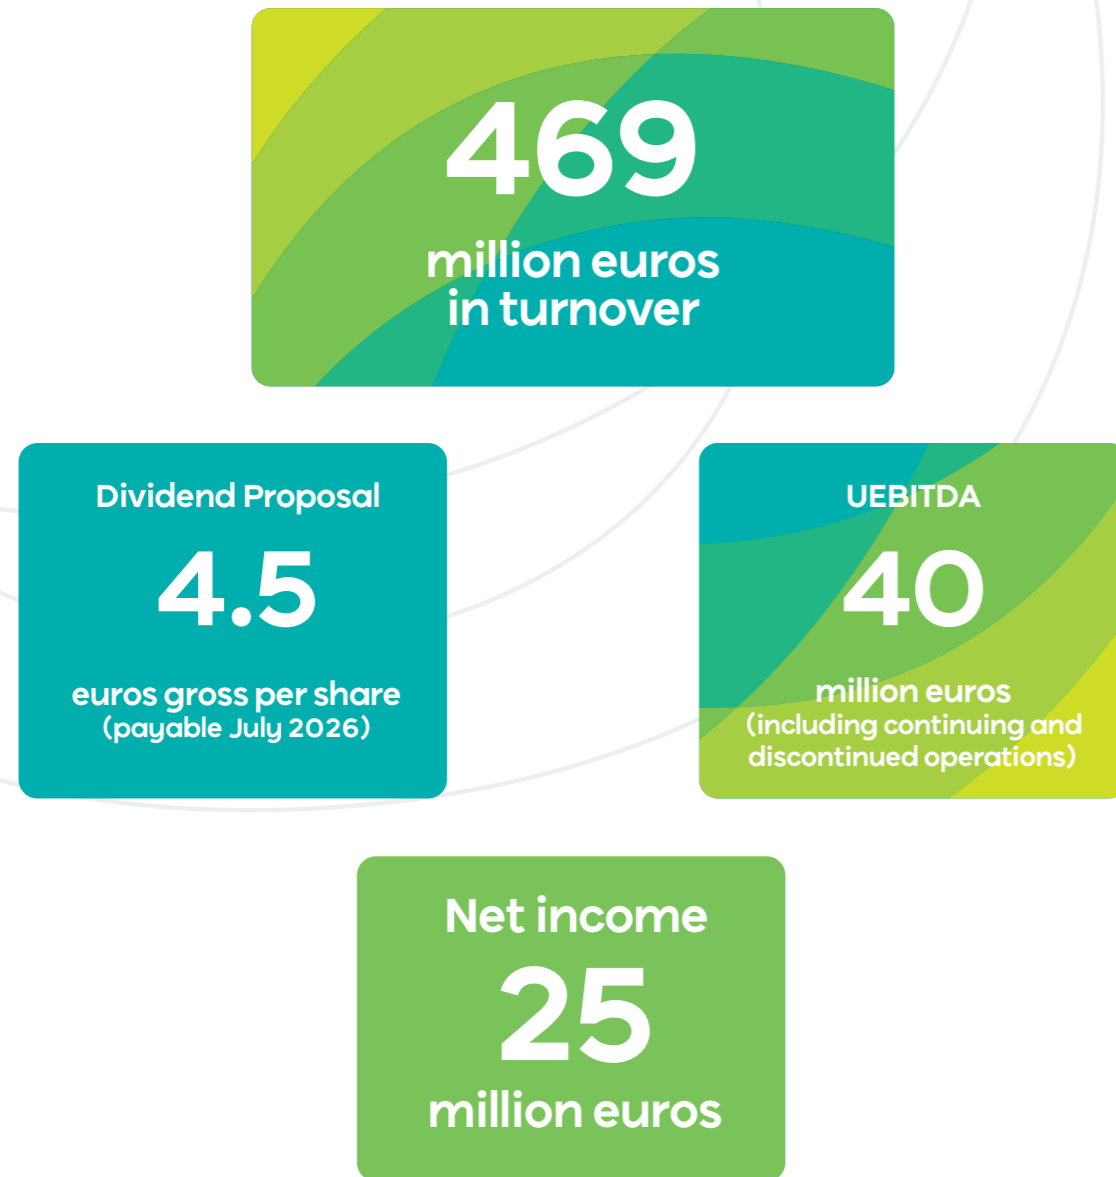 469
million euros
in turnover
Dividend Proposal
4.5
euros gross per share
(payable July 2026)
UEBITDA
40
million euros
(including continuing and
discontinued operations)
Net income
25
million euros